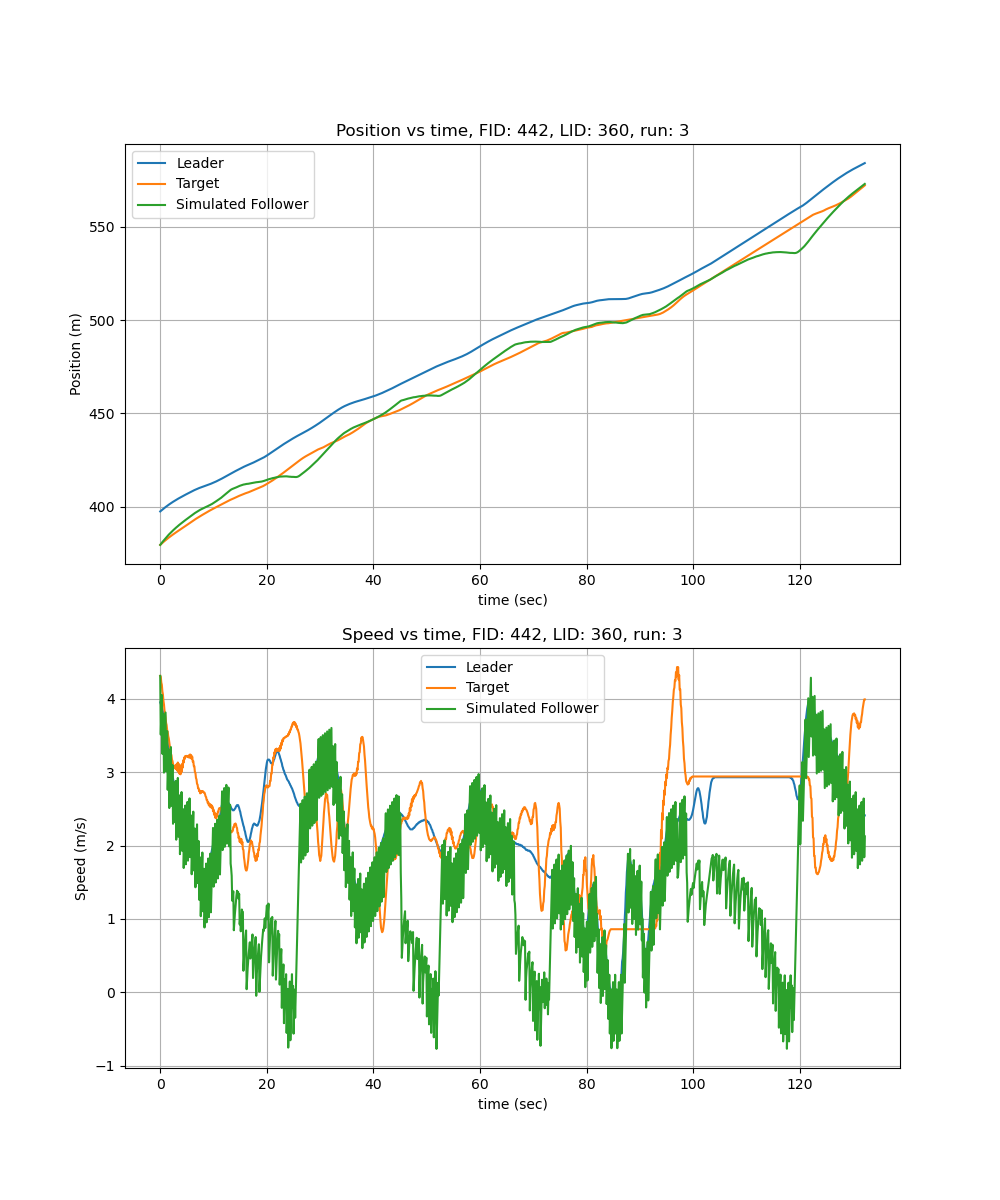 Position vs time, FID: 442, LID: 360, run: 3
Leader
Target
Simulated Follower
550
500
450
400
Position (m)
0 20 40 60 80 100 120
time (sec)
Speed vs time, FID: 442, LID: 360, run: 3
Leader
Target
Simulated Follower
4
3
2
1
0
−1
Speed (m/s)
0 20 40 60 80 100 120
time (sec)